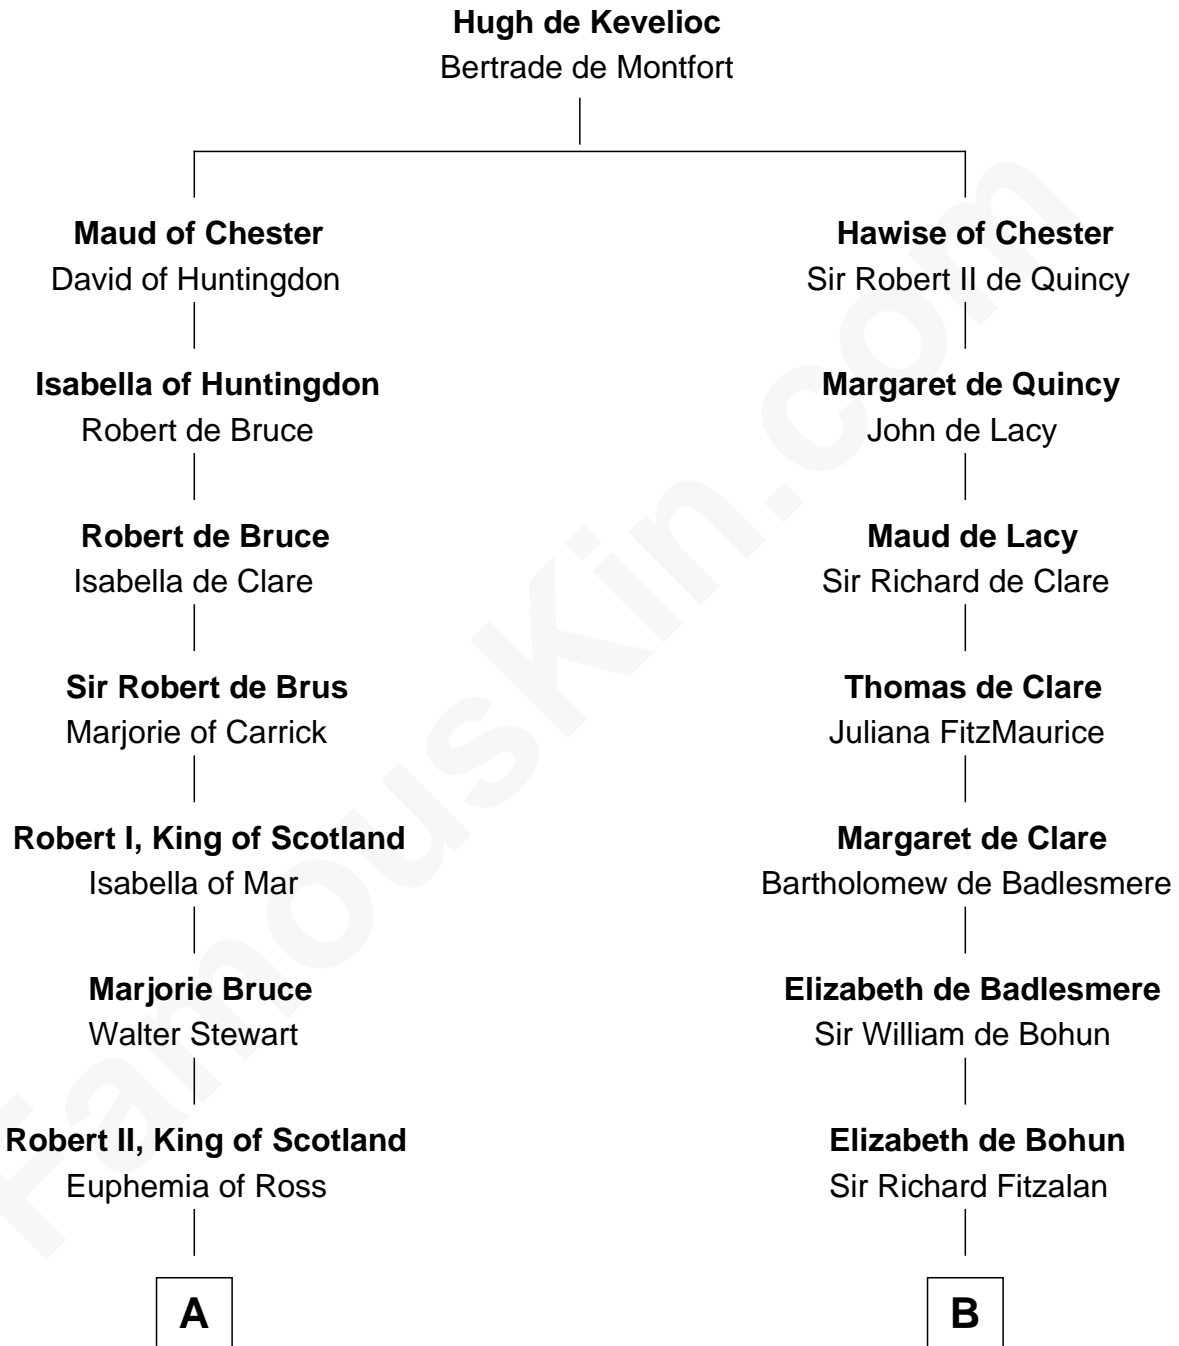 Hugh de Kevelioc
Bertrade de Montfort
Maud of Chester
David of Huntingdon
Hawise of Chester
Sir Robert II de Quincy
Isabella of Huntingdon
Robert de Bruce
Margaret de Quincy
John de Lacy
Robert de Bruce
Isabella de Clare
Maud de Lacy
Sir Richard de Clare
Sir Robert de Brus
Marjorie of Carrick
Thomas de Clare
Juliana FitzMaurice
Robert I, King of Scotland
Isabella of Mar
Margaret de Clare
Bartholomew de Badlesmere
Marjorie Bruce
Walter Stewart
Elizabeth de Badlesmere
Sir William de Bohun
Robert II, King of Scotland
Euphemia of Ross
Elizabeth de Bohun
Sir Richard Fitzalan
A
B
FamousKin.com